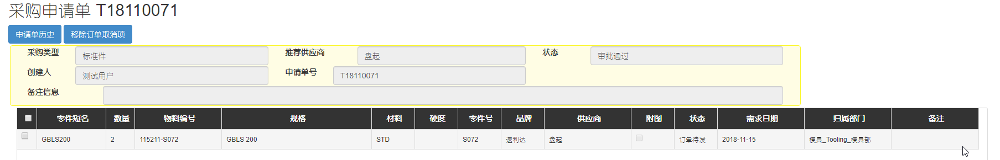 采购申请单 T18110071
申请单历史 移除订单取消项
采购类型 标准件 推荐供应商 盘起 状态 审批通过
创建人 测试用户 申请单号 T18110071
备注信息
零件短名 数量 物料编号 规格 材料 硬度 零件号 品牌 供应商 附图 状态 需求日期 归属部门 备注
GBLS200 2 115211-S072 GBLS 200 STD S072 速利达 盘起 订单待发 2018-11-15 模具_Tooling_模具部